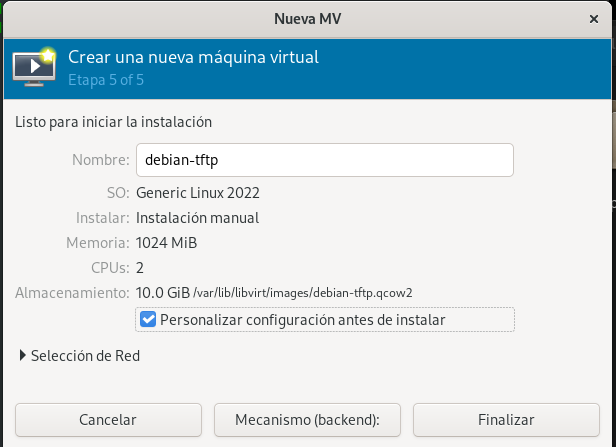 Nueva MV
Crear una nueva máquina virtual
Etapa 5 of 5
Listo para iniciar la instalación
Nombre: debian-tftp
SO: Generic Linux 2022
Instalar: Instalación manual
Memoria: 1024 MiB
CPUs: 2
Almacenamiento: 10.0 GiB /var/lib/libvirt/images/debian-tftp.qcow2
Personalizar configuración antes de instalar
Selección de Red
Cancelar Mecanismo (backend): Finalizar